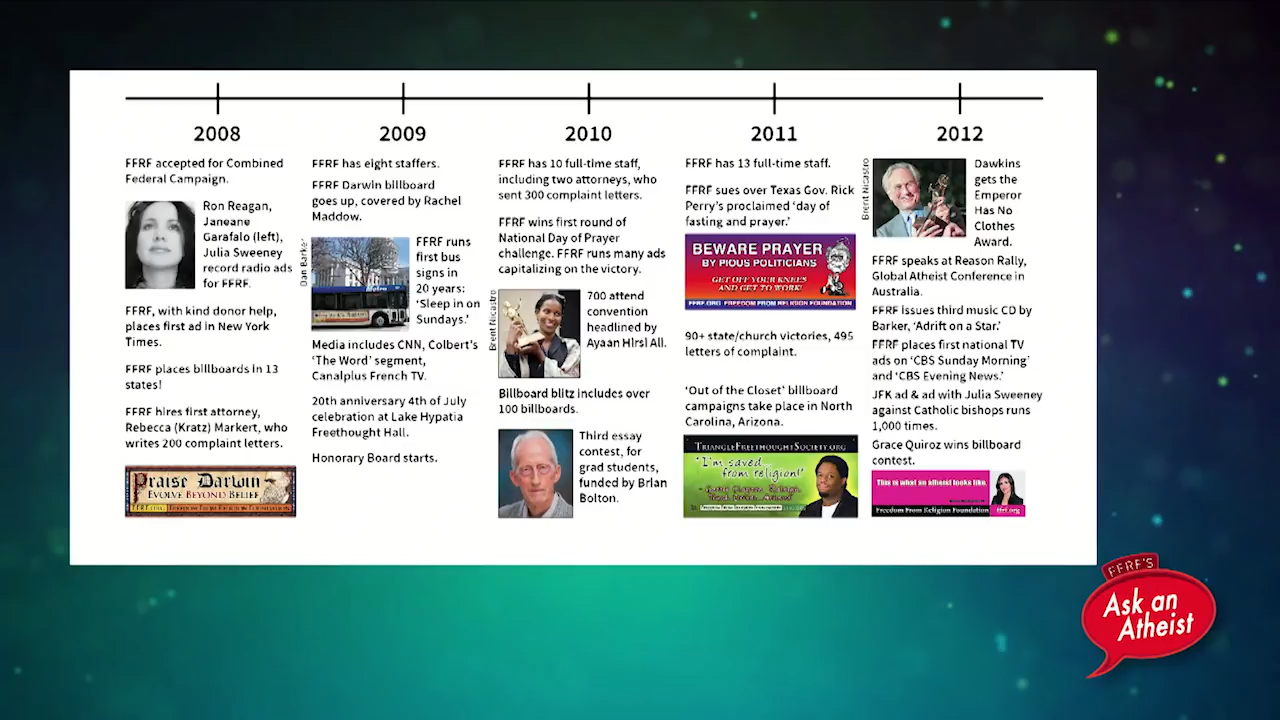 2008
FFRF accepted for Combined
Federal Campaign.
Ron Reagan,
Janeane
Garafalo (left),
Julia Sweeney
record radio ads
for FFRF.
FFRF, with kind donor help,
places first ad in New York
Times.
FFRF places billboards in 13
states!
FFRF hires first attorney,
Rebecca (Kratz) Markert, who
writes 200 complaint letters.
Praise Darwin
EVOLVE BEYOND BELIEF
FFRF.ORG FREEDOM FROM RELIGION FOUNDATION
2009
FFRF has eight staffers.
FFRF Darwin billboard
goes up, covered by Rachel
Maddow.
Dan Barker
FFRF runs
first bus
signs in
20 years:
‘Sleep in on
Sundays.’
Metro
Media includes CNN, Colbert’s
‘The Word’ segment,
Canalplus French TV.
20th anniversary 4th of July
celebration at Lake Hypatia
Freethought Hall.
Honorary Board starts.
2010
FFRF has 10 full-time staff,
including two attorneys, who
sent 300 complaint letters.
FFRF wins first round of
National Day of Prayer
challenge. FFRF runs many ads
capitalizing on the victory.
Brent Nicastro
700 attend
convention
headlined by
Ayaan Hirsi Ali.
Billboard blitz includes over
100 billboards.
Third essay
contest, for
grad students,
funded by Brian
Bolton.
2011
FFRF has 13 full-time staff.
FFRF sues over Texas Gov. Rick
Perry’s proclaimed ‘day of
fasting and prayer.’
BEWARE PRAYER
BY PIOUS POLITICIANS
GET OFF YOUR KNEES
AND GET TO WORK!
FFRF.ORG FREEDOM FROM RELIGION FOUNDATION
90+ state/church victories, 495
letters of complaint.
‘Out of the Closet’ billboard
campaigns take place in North
Carolina, Arizona.
TRIANGLEFREETHOUGHTSOCIETY.ORG
"I'm saved...
from religion!"
2012
Brent Nicastro
Dawkins
gets the
Emperor
Has No
Clothes
Award.
FFRF speaks at Reason Rally,
Global Atheist Conference in
Australia.
FFRF issues third music CD by
Barker, ‘Adrift on a Star.’
FFRF places first national TV
ads on ‘CBS Sunday Morning’
and ‘CBS Evening News.’
JFK ad & ad with Julia Sweeney
against Catholic bishops runs
1,000 times.
Grace Quiroz wins billboard
contest.
This is what an atheist looks like.
Freedom From Religion Foundation
ffrf.org
FFRF'S
Ask an
Atheist